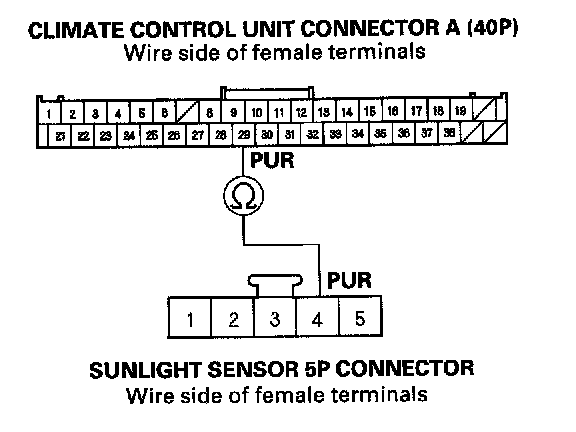 CLIMATE CONTROL UNIT CONNECTOR A (40P)
Wire side of female terminals
1 2 3 4 5 6 8 9 10 11 12 13 14 15 16 17 18 19
21 22 23 24 25 26 27 28 29 30 31 32 33 34 35 36 37 38
PUR
Ω
PUR
1 2 3 4 5
SUNLIGHT SENSOR 5P CONNECTOR
Wire side of female terminals